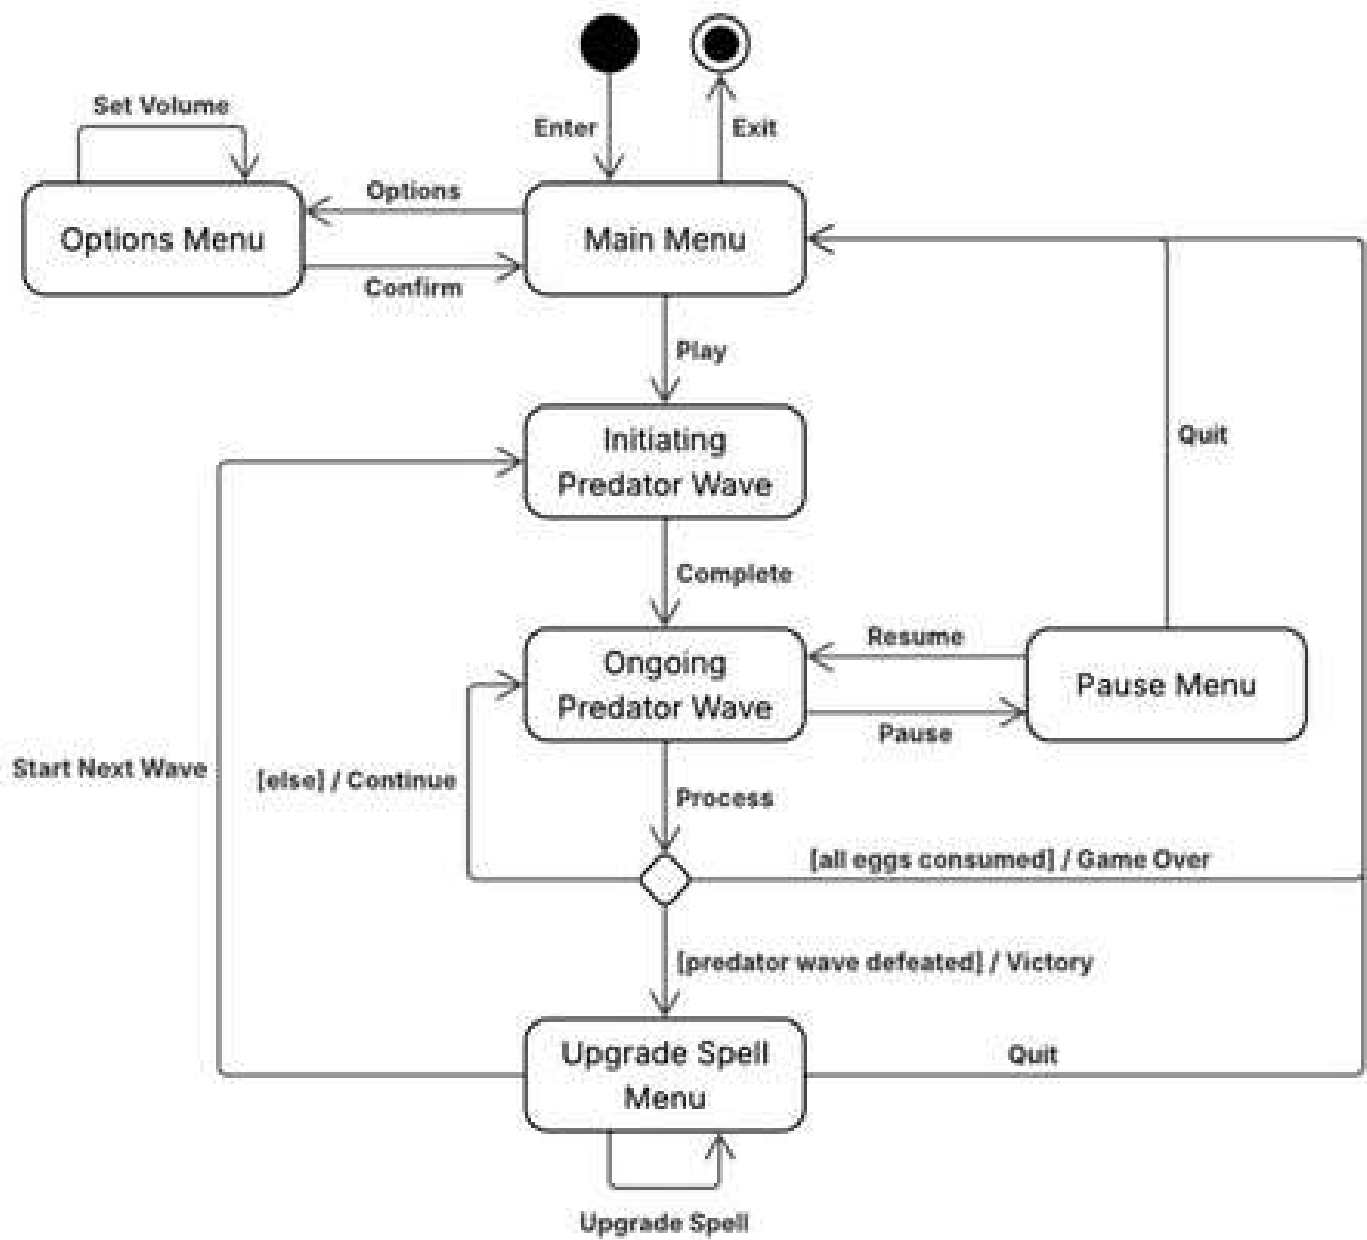 Set Volume
Enter
Exit
Options
Options Menu
Main Menu
Confirm
Play
Initiating
Predator Wave
Quit
Complete
Resume
Ongoing
Predator Wave
Pause Menu
Pause
Start Next Wave
[else] / Continue
Process
[all eggs consumed] / Game Over
[predator wave defeated] / Victory
Upgrade Spell
Menu
Quit
Upgrade Spell